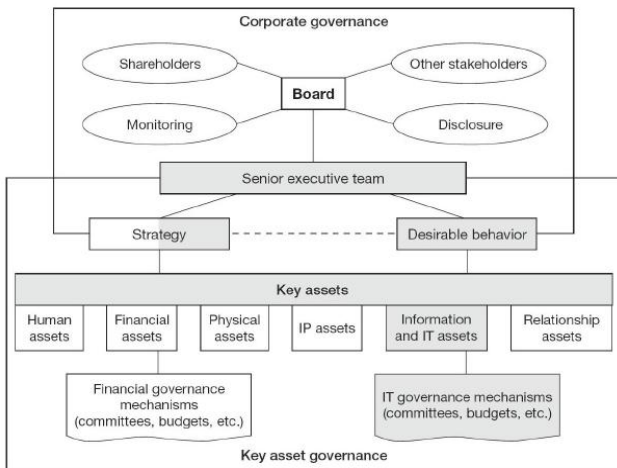 Corporate governance
Shareholders
Other stakeholders
Board
Monitoring
Disclosure
Senior executive team
Strategy
Desirable behavior
Key assets
Human
assets
Financial
assets
Physical
assets
IP assets
Information
and IT assets
Relationship
assets
Financial governance
mechanisms
(committees, budgets, etc.)
IT governance mechanisms
(committees, budgets, etc.)
Key asset governance